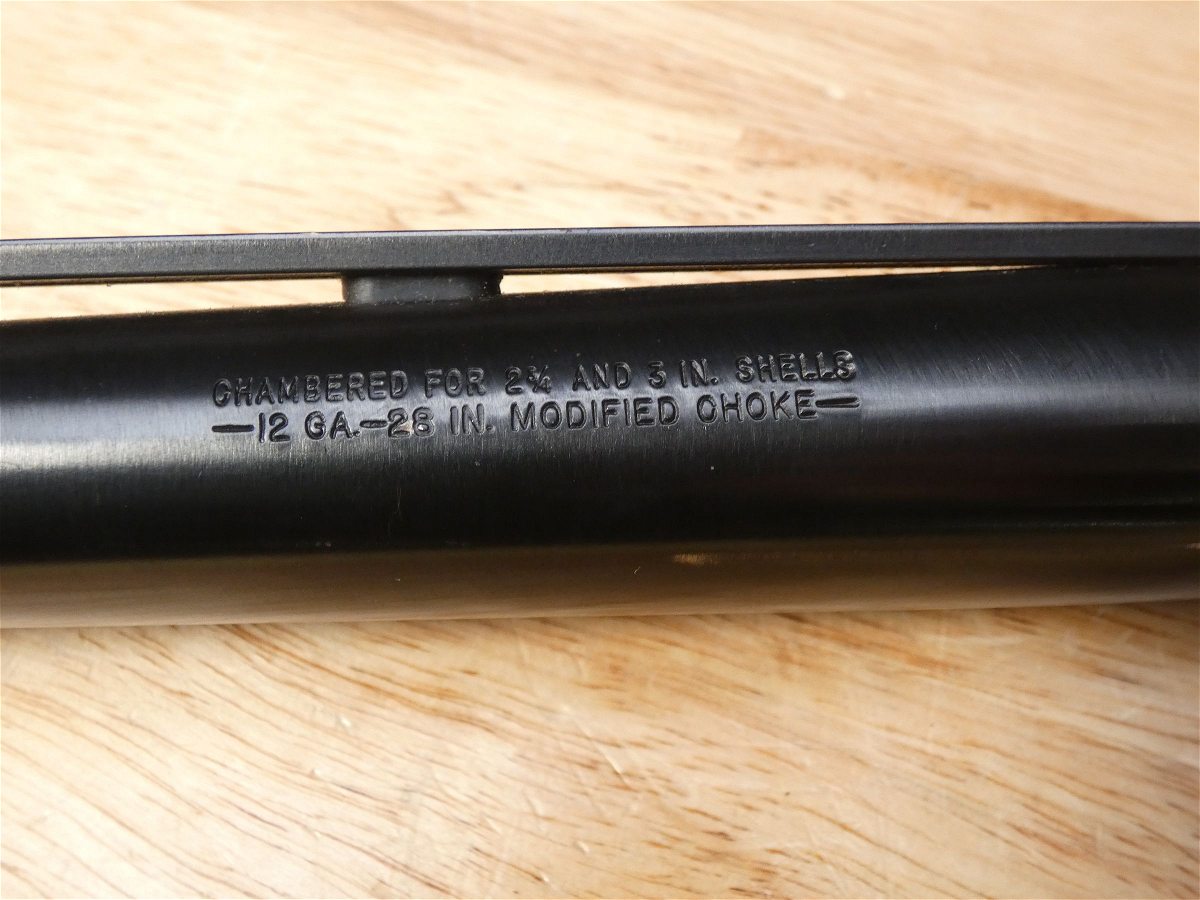 CHAMBERED FOR 2¾ AND 3 IN. SHELLS
—12 GA.—28 IN. MODIFIED CHOKE—